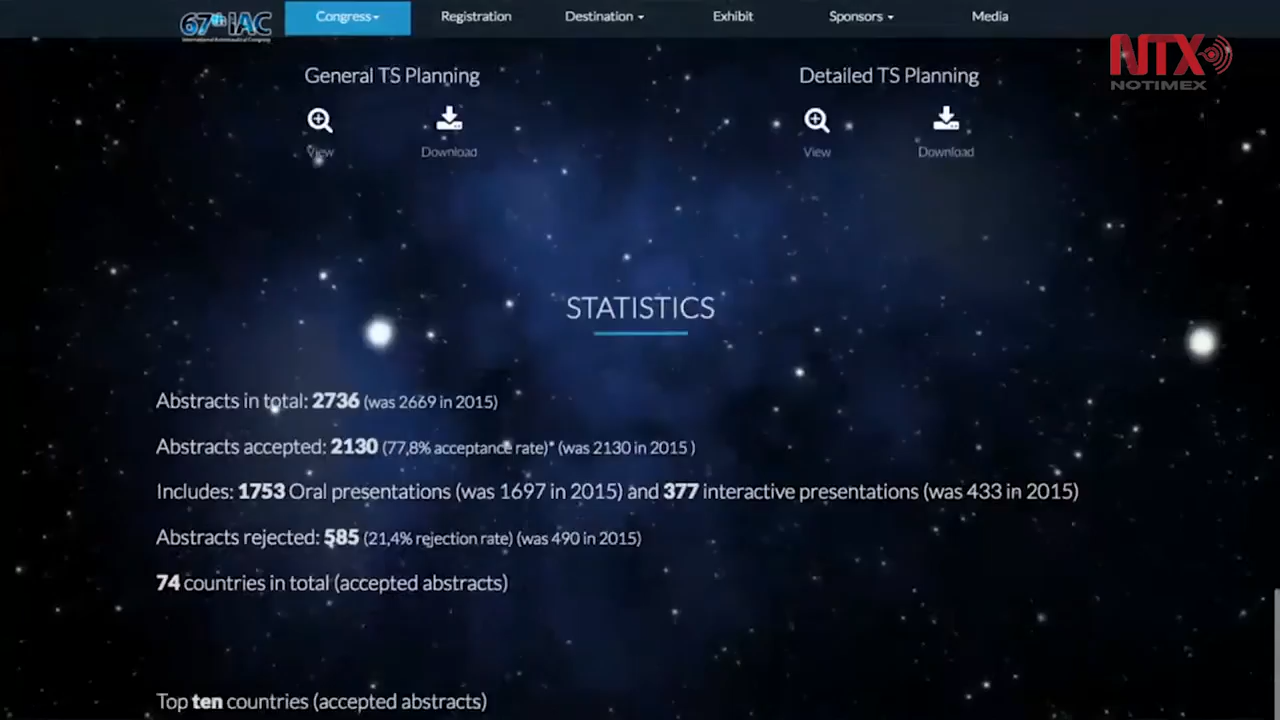 67th IAC
International Astronautical Congress
Congress
Registration
Destination
Exhibit
Sponsors
Media
NTX
NOTIMEX
General TS Planning
Detailed TS Planning
View
Download
View
Download
STATISTICS
Abstracts in total: 2736 (was 2669 in 2015)
Abstracts accepted: 2130 (77,8% acceptance rate)* (was 2130 in 2015 )
Includes: 1753 Oral presentations (was 1697 in 2015) and 377 interactive presentations (was 433 in 2015)
Abstracts rejected: 585 (21,4% rejection rate) (was 490 in 2015)
74 countries in total (accepted abstracts)
Top ten countries (accepted abstracts)